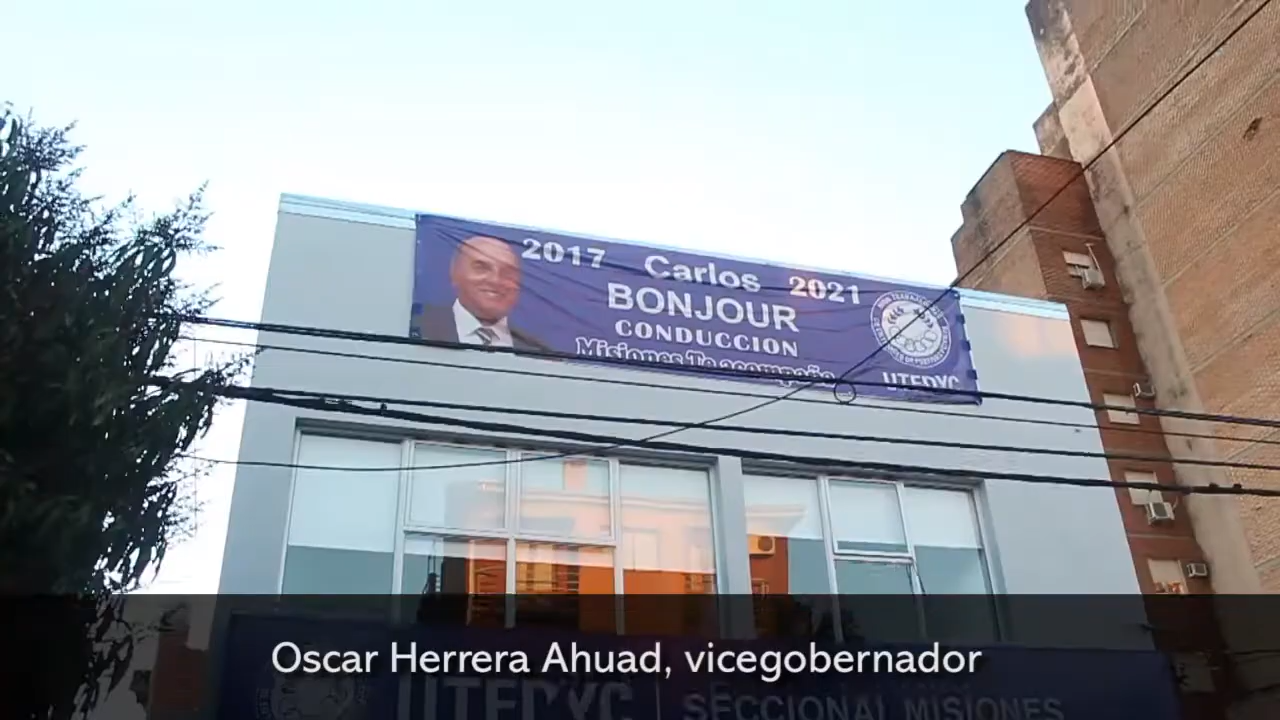 2017 Carlos 2021
BONJOUR
CONDUCCION
Misiones Te acompaña
UTEDYC
Oscar Herrera Ahuad, vicegobernador
UTEDYC SECCIONAL MISIONES